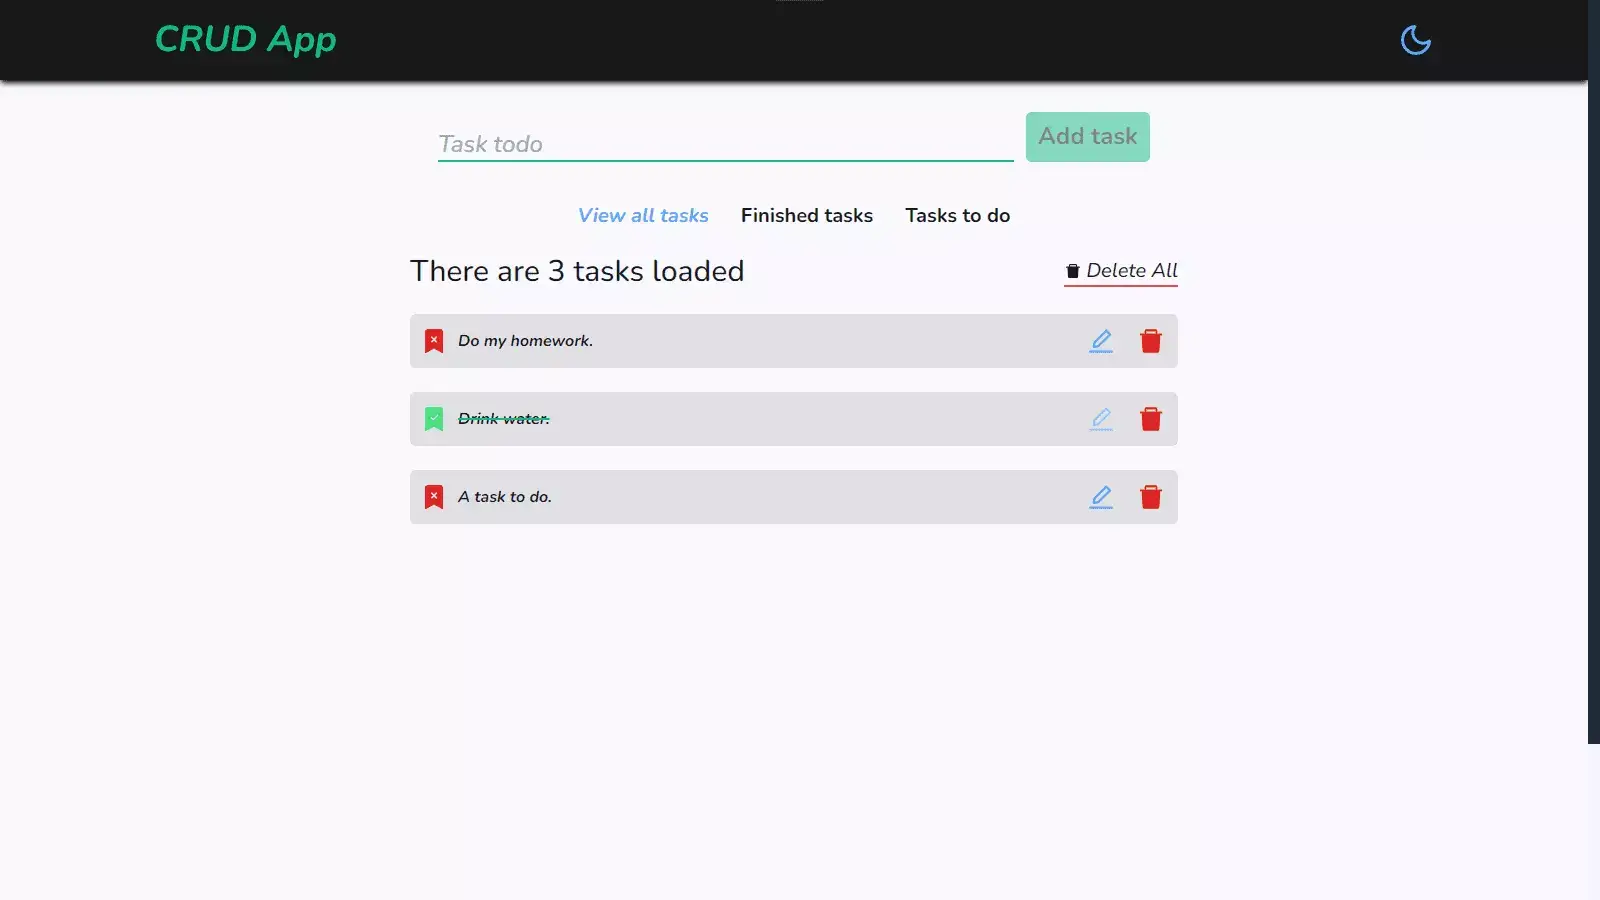 CRUD App
Task todo
Add task
View all tasks
Finished tasks
Tasks to do
There are 3 tasks loaded
Delete All
Do my homework.
Drink water.
A task to do.